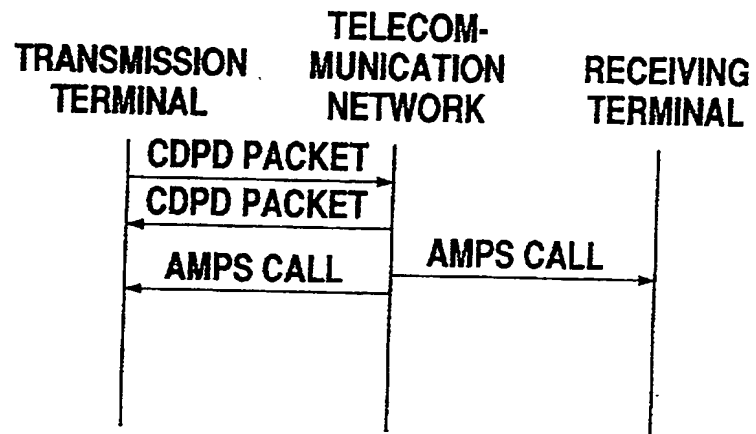 TRANSMISSION
TERMINAL
TELECOM-
MUNICATION
NETWORK
RECEIVING
TERMINAL
CDPD PACKET
CDPD PACKET
AMPS CALL
AMPS CALL